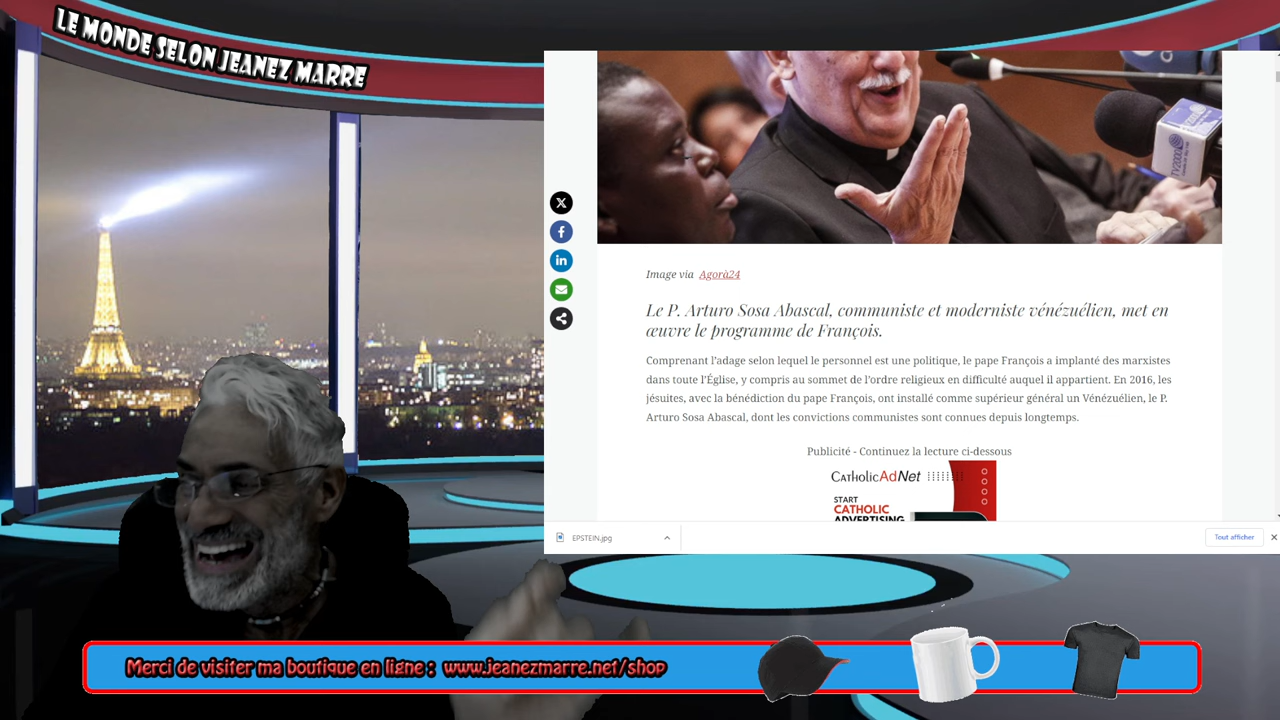 LE MONDE SELON JEANEZ MARRE
TV2000
Image via Agorà24
Le P. Arturo Sosa Abascal, communiste et moderniste vénézuélien, met en
œuvre le programme de François.
Comprenant l'adage selon lequel le personnel est une politique, le pape François a implanté des marxistes
dans toute l'Église, y compris au sommet de l'ordre religieux en difficulté auquel il appartient. En 2016, les
jésuites, avec la bénédiction du pape François, ont installé comme supérieur général un Vénézuélien, le P.
Arturo Sosa Abascal, dont les convictions communistes sont connues depuis longtemps.
Publicité - Continuez la lecture ci-dessous
CATHOLICAdNet
START
CATHOLIC
ADVERTISING
EPSTEIN.jpg
Tout afficher
Merci de visiter ma boutique en ligne : www.jeanezmarre.net/shop